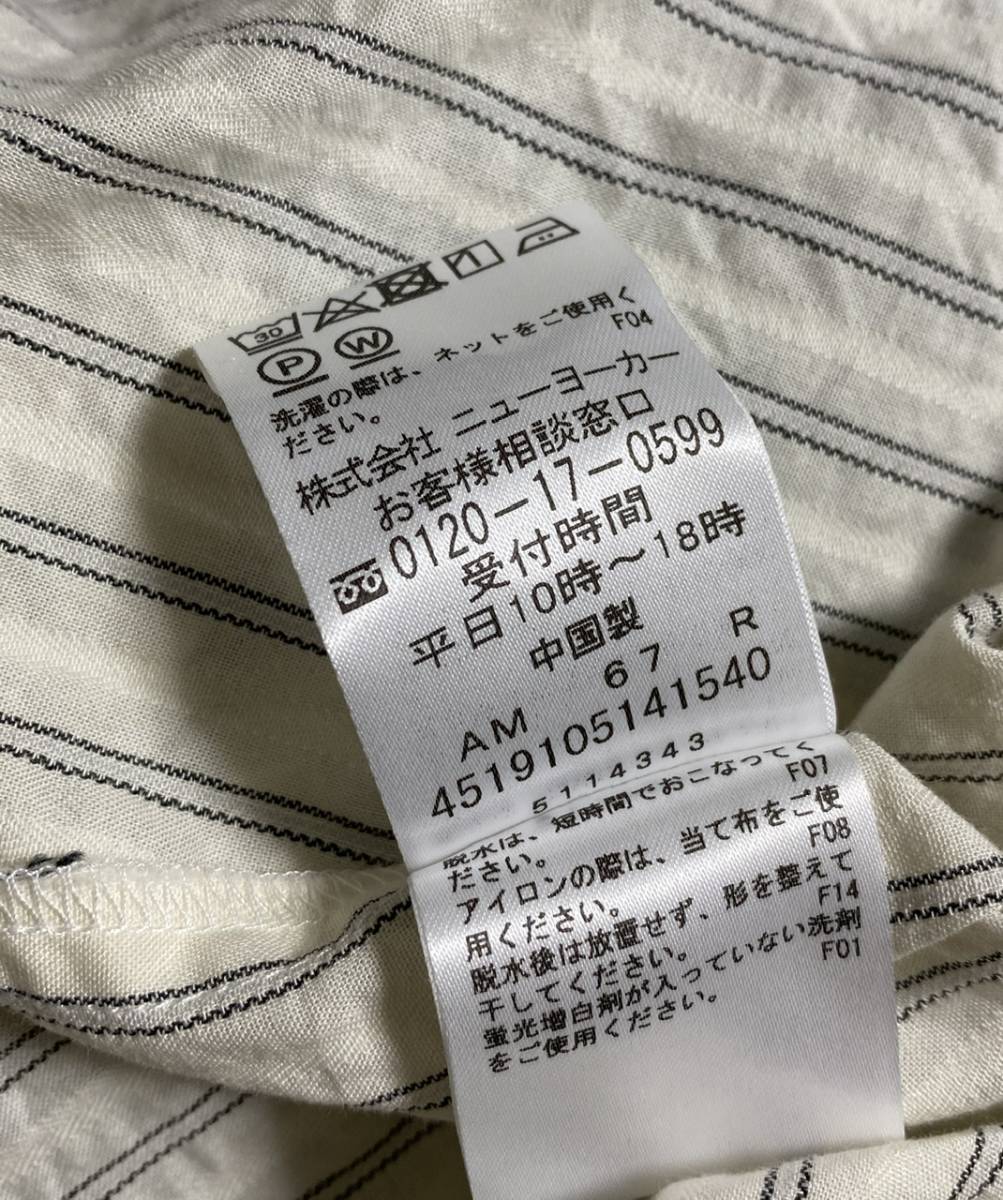 30
P W
洗濯の際は、ネットをご使用く
ださい。 F04
株式会社 ニューヨーカー
お客様相談窓口
0120-17-0599
受付時間
平日10時～18時
中国製
AM 67 R
4519105141540
5114343
脱水は、短時間でおこなってく
ださい。 F07
アイロンの際は、当て布をご使
用ください。 F08
脱水後は放置せず、形を整えて
干してください。 F14
蛍光増白剤が入っていない洗剤
をご使用ください。 F01